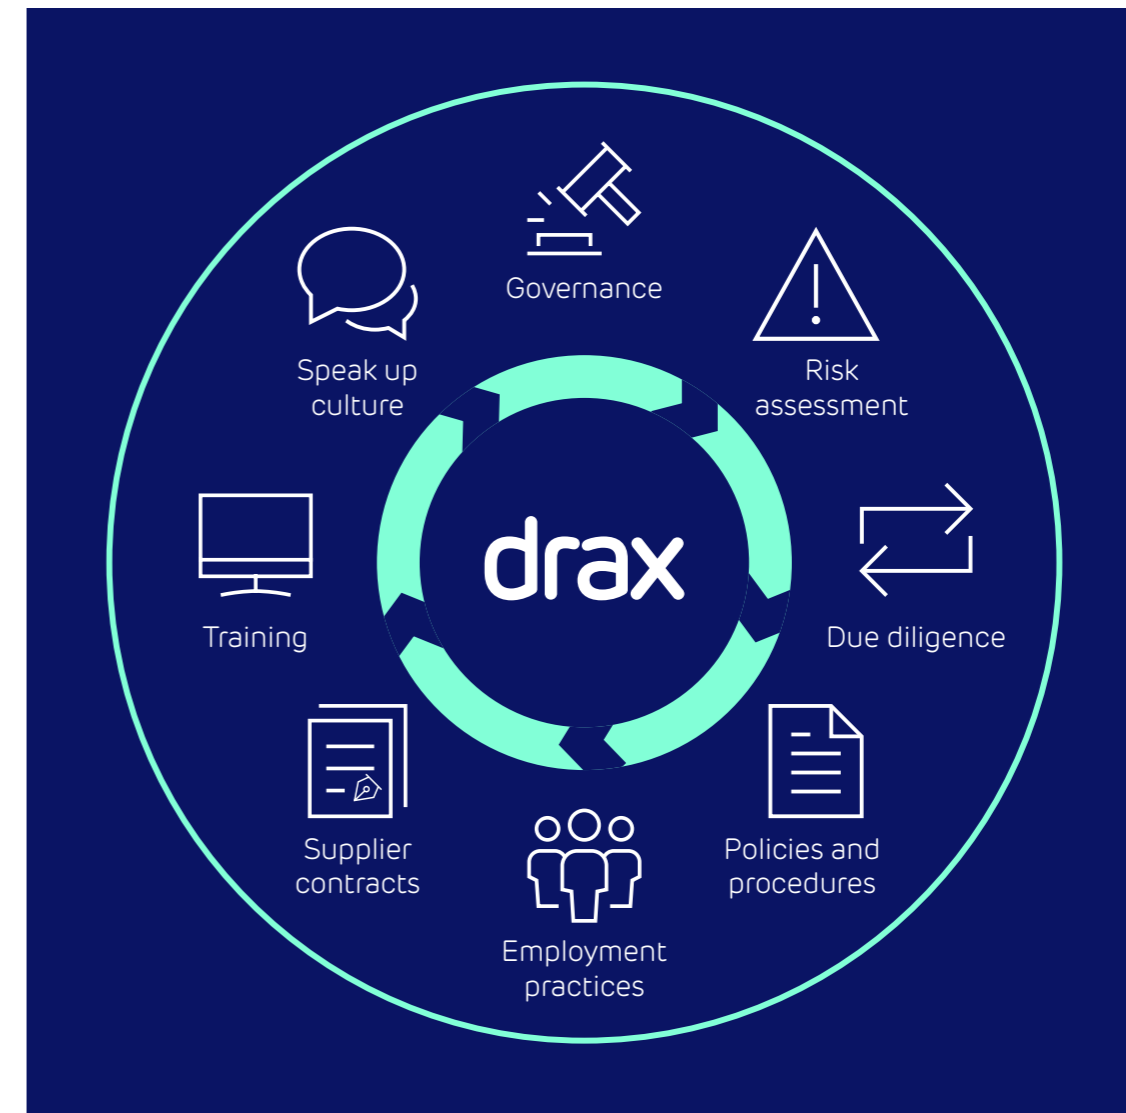 Governance
Risk
assessment
Due diligence
Policies and
procedures
Employment
practices
Supplier
contracts
Training
Speak up
culture
drax